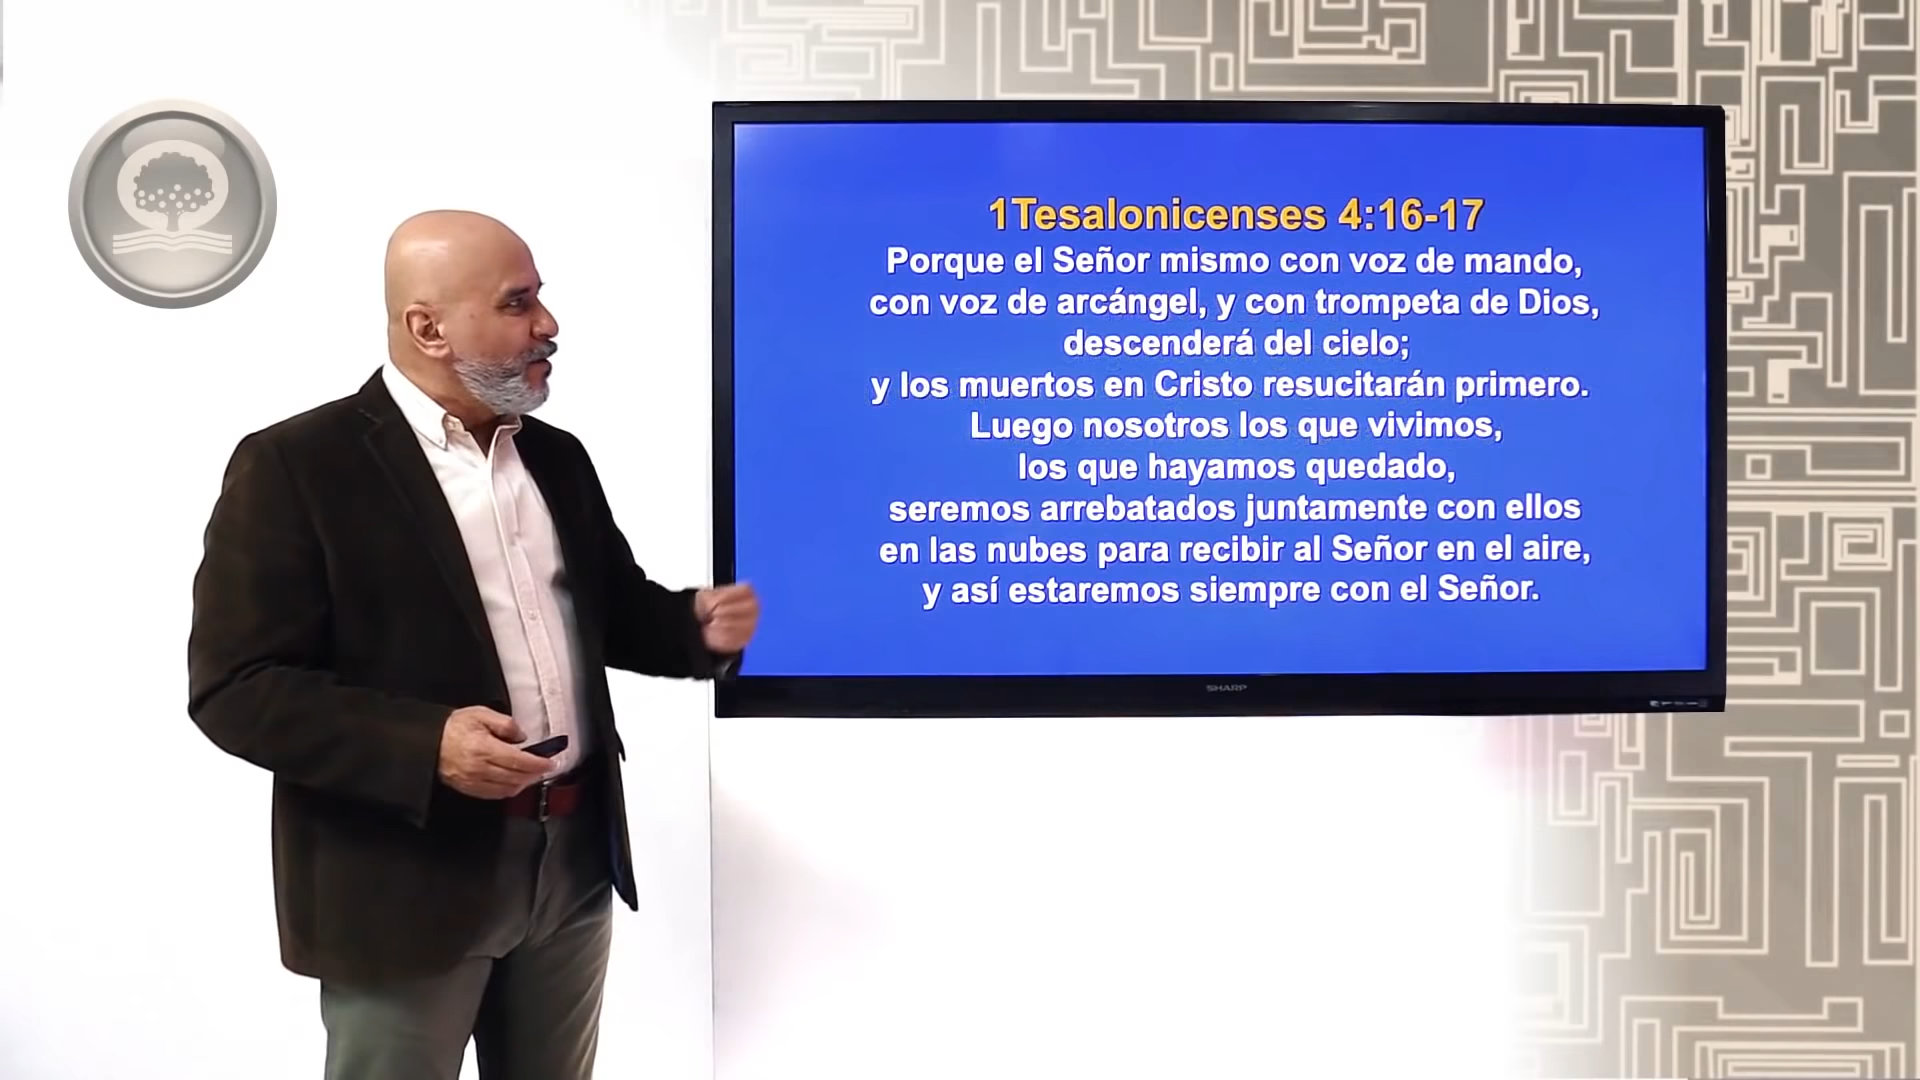 1Tesalonicenses 4:16-17
Porque el Señor mismo con voz de mando,
con voz de arcángel, y con trompeta de Dios,
descenderá del cielo;
y los muertos en Cristo resucitarán primero.
Luego nosotros los que vivimos,
los que hayamos quedado,
seremos arrebatados juntamente con ellos
en las nubes para recibir al Señor en el aire,
y así estaremos siempre con el Señor.
SHARP